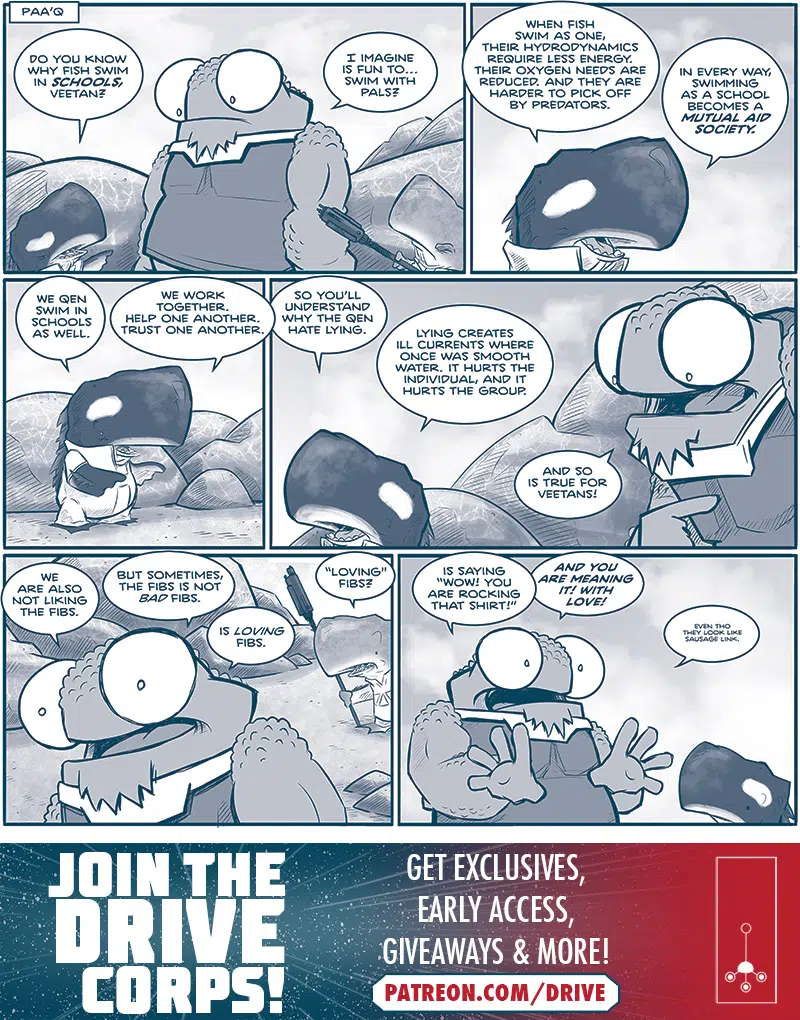 PAA'Q
DO YOU KNOW
WHY FISH SWIM
IN SCHOOLS,
VEETAN?
I IMAGINE
IS FUN TO...
SWIM WITH
PALS?
WHEN FISH
SWIM AS ONE,
THEIR HYDRODYNAMICS
REQUIRE LESS ENERGY.
THEIR OXYGEN NEEDS ARE
REDUCED. AND THEY ARE
HARDER TO PICK OFF
BY PREDATORS.
IN EVERY WAY,
SWIMMING
AS A SCHOOL
BECOMES A
MUTUAL AID
SOCIETY.
WE QEN
SWIM IN
SCHOOLS
AS WELL.
WE WORK
TOGETHER.
HELP ONE ANOTHER.
TRUST ONE ANOTHER.
SO YOU'LL
UNDERSTAND
WHY THE QEN
HATE LYING.
LYING CREATES
ILL CURRENTS WHERE
ONCE WAS SMOOTH
WATER. IT HURTS THE
INDIVIDUAL, AND IT
HURTS THE GROUP.
AND SO
IS TRUE FOR
VEETANS!
WE
ARE ALSO
NOT LIKING
THE FIBS.
BUT SOMETIMES,
THE FIBS IS NOT
BAD FIBS.
IS LOVING
FIBS.
"LOVING"
FIBS?
IS SAYING
"WOW! YOU
ARE ROCKING
THAT SHIRT!"
AND YOU
ARE MEANING
IT! WITH
LOVE!
EVEN THO
THEY LOOK LIKE
SAUSAGE LINK.
JOIN THE
DRIVE
CORPS!
GET EXCLUSIVES,
EARLY ACCESS,
GIVEAWAYS & MORE!
PATREON.COM/DRIVE